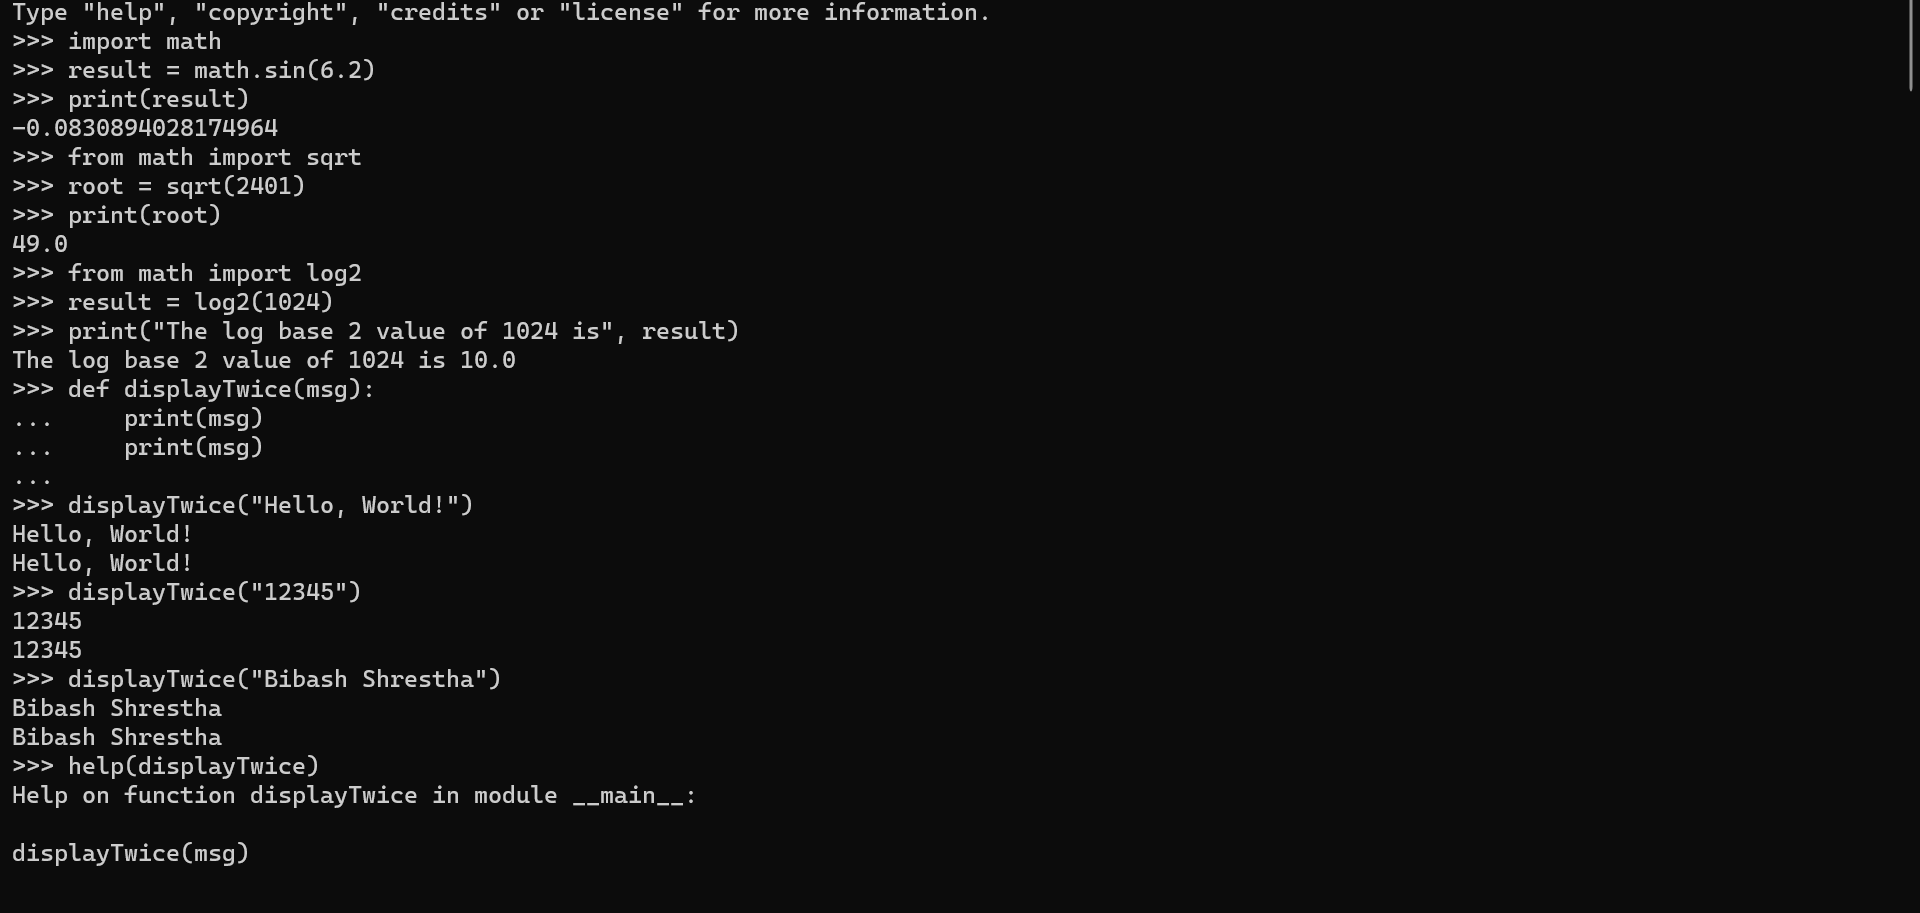 Type "help", "copyright", "credits" or "license" for more information.
>>> import math
>>> result = math.sin(6.2)
>>> print(result)
-0.0830894028174964
>>> from math import sqrt
>>> root = sqrt(2401)
>>> print(root)
49.0
>>> from math import log2
>>> result = log2(1024)
>>> print("The log base 2 value of 1024 is", result)
The log base 2 value of 1024 is 10.0
>>> def displayTwice(msg):
...     print(msg)
...     print(msg)
...
>>> displayTwice("Hello, World!")
Hello, World!
Hello, World!
>>> displayTwice("12345")
12345
12345
>>> displayTwice("Bibash Shrestha")
Bibash Shrestha
Bibash Shrestha
>>> help(displayTwice)
Help on function displayTwice in module __main__:

displayTwice(msg)